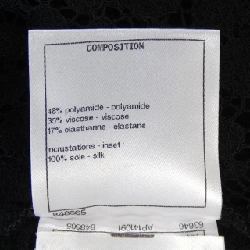 COMPOSITION
48% polyamide - polyamide
35% viscose - viscose
17% elasthanne - elastane
incrustations - inset
100% soie - silk